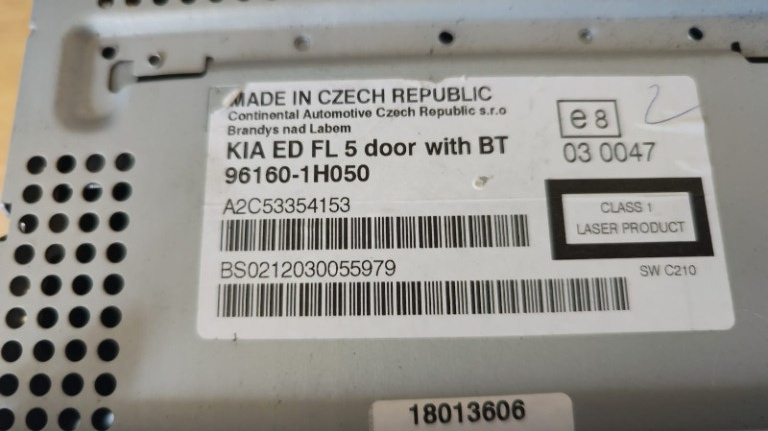 MADE IN CZECH REPUBLIC
Continental Automotive Czech Republic s.r.o
Brandys nad Labem
KIA ED FL 5 door with BT
96160-1H050
A2C53354153
BS0212030055979
e8
03 0047
2
CLASS 1
LASER PRODUCT
SW C210
18013606